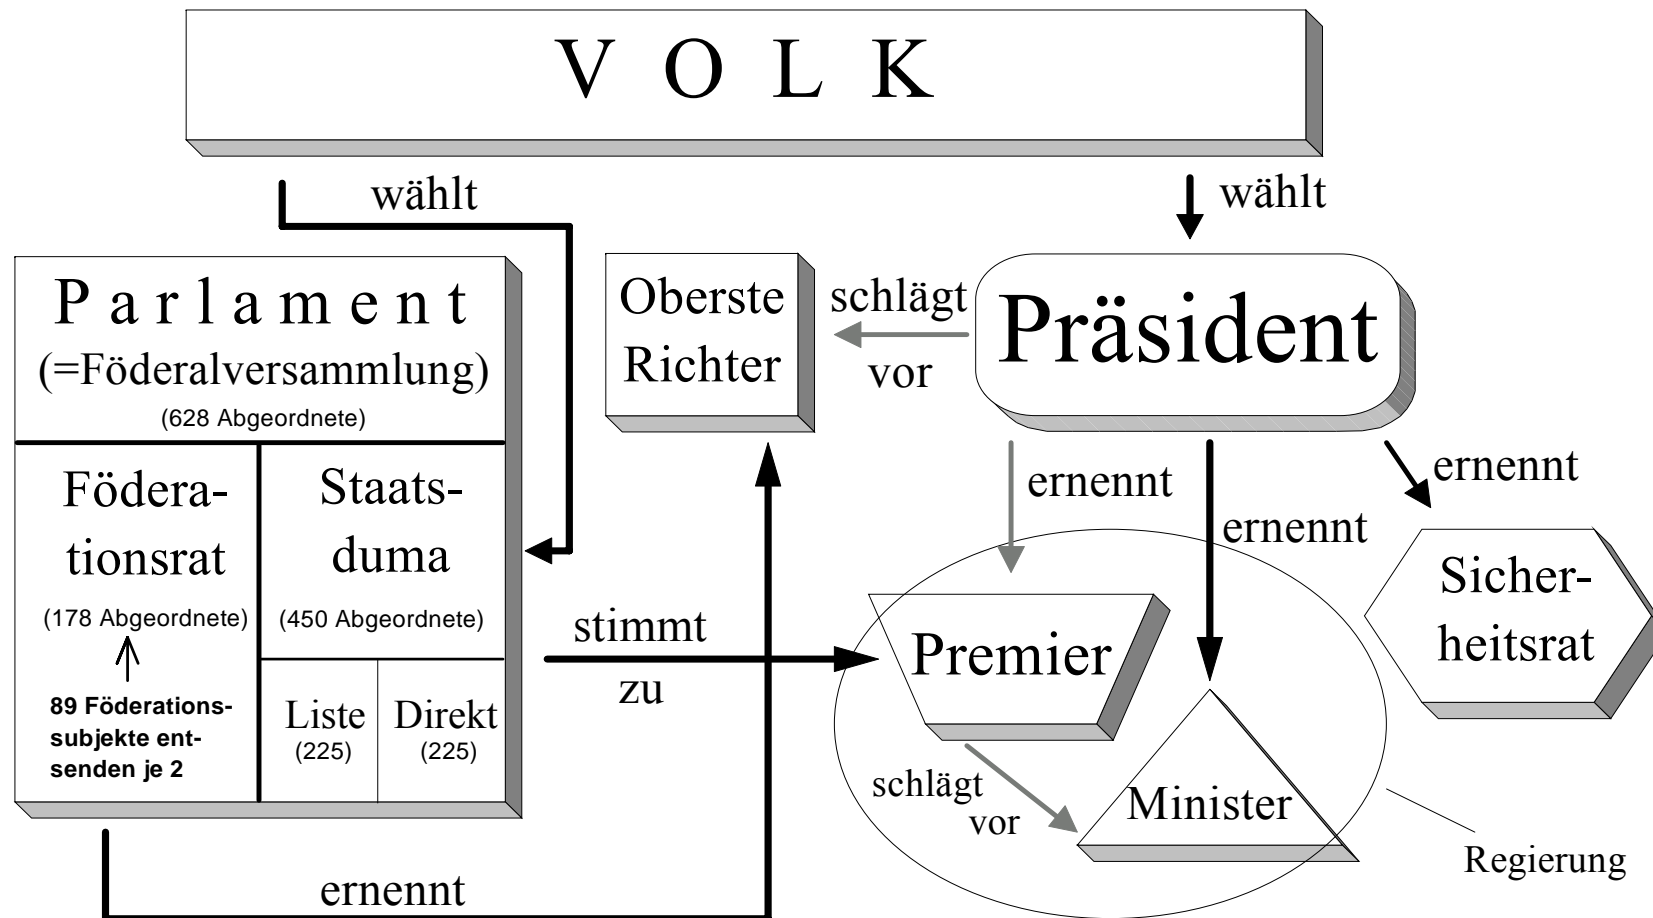 V O L K
wählt
wählt
Parlament
(=Föderalversammlung)
(628 Abgeordnete)
Födera-
tionsrat
(178 Abgeordnete)
89 Föderations-
subjekte ent-
senden je 2
Staats-
duma
(450 Abgeordnete)
Liste
(225)
Direkt
(225)
Oberste
Richter
schlägt
vor
Präsident
ernennt
ernennt
ernennt
Sicher-
heitsrat
stimmt
zu
Premier
schlägt
vor
Minister
Regierung
ernennt